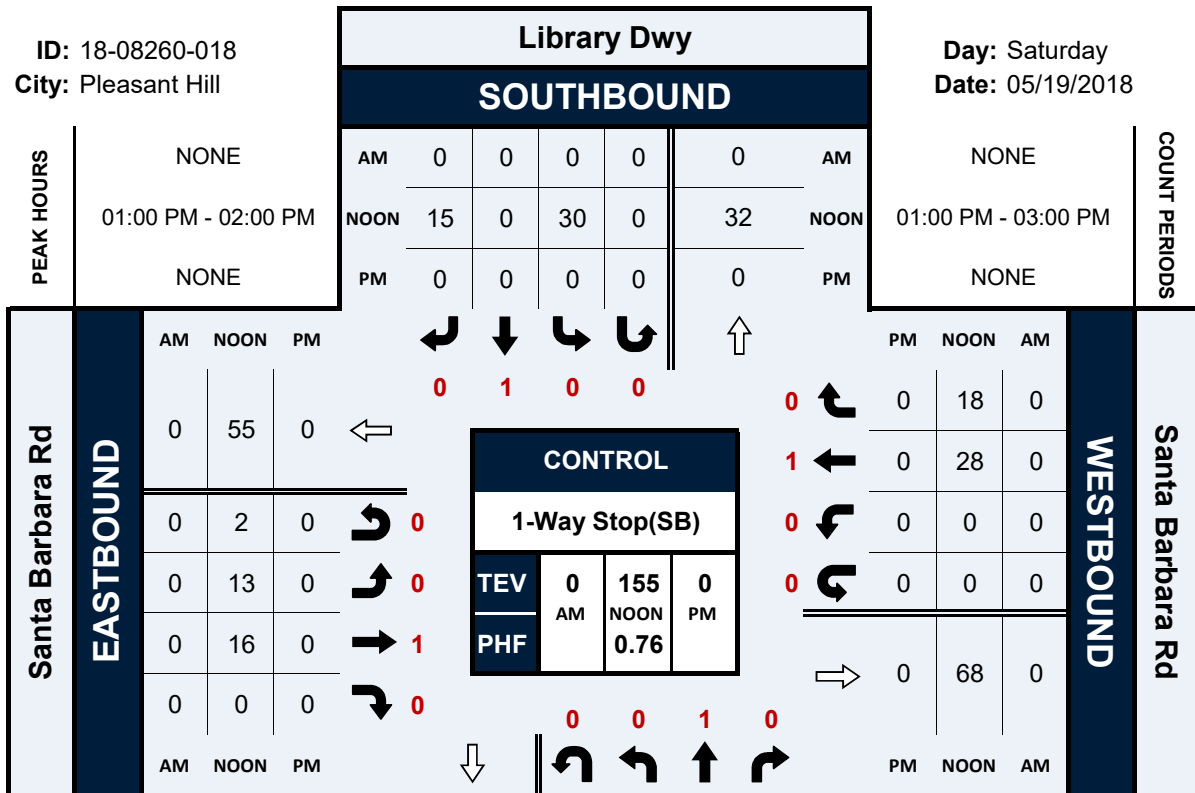 ID: 18-08260-018
City: Pleasant Hill
Library Dwy
SOUTHBOUND
Day: Saturday
Date: 05/19/2018
PEAK HOURS
NONE
01:00 PM - 02:00 PM
NONE
AM 0 0 0 0 0 AM
NOON 15 0 30 0 32 NOON
PM 0 0 0 0 0 PM
NONE
01:00 PM - 03:00 PM
NONE
COUNT PERIODS
0 1 0 0
Santa Barbara Rd
EASTBOUND
AM NOON PM
0 55 0
0 2 0 0
0 13 0 0
0 16 0 1
0 0 0 0
AM NOON PM
CONTROL
1-Way Stop(SB)
TEV 0 155 0
AM NOON PM
PHF 0.76
PM NOON AM
0 0 18 0
1 0 28 0
0 0 0 0
0 0 0 0
0 68 0
PM NOON AM
WESTBOUND
Santa Barbara Rd
0 0 1 0